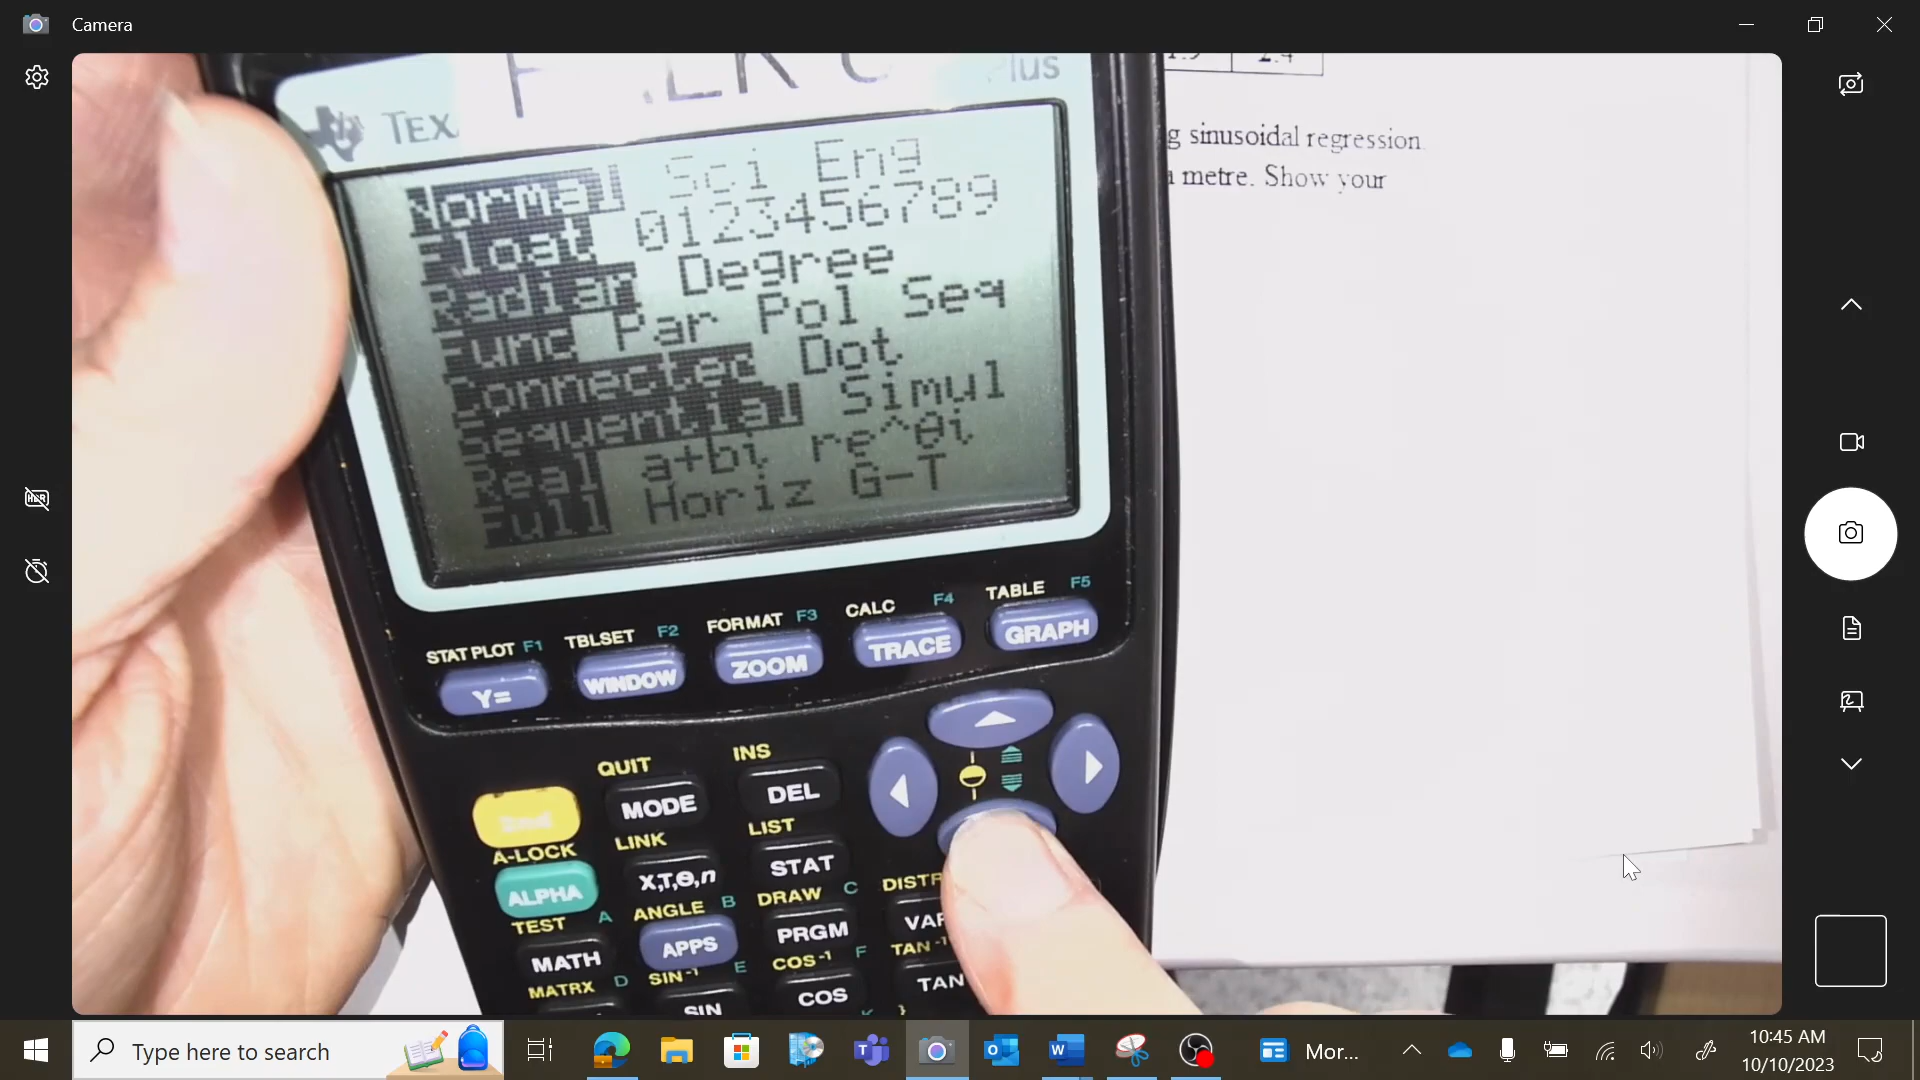 Camera
Plus
TEX
Normal Sci Eng
Float 0123456789
Radian Degree
Func Par Pol Seq
Connected Dot
Sequential Simul
Real a+bi re^θi
Full Horiz G-T
2.4
g sinusoidal regression
a metre. Show your
STAT PLOT F1 TBLSET F2 FORMAT F3 CALC F4 TABLE F5
Y= WINDOW ZOOM TRACE GRAPH
QUIT INS
MODE DEL
A-LOCK LINK LIST
ALPHA X,T,Θ,n STAT
TEST A ANGLE B DRAW C DISTR
MATH APPS PRGM VAR
MATRX D SIN-1 E COS-1 F TAN-1
SIN COS TAN
K
Type here to search
Mor...
10:45 AM
10/10/2023